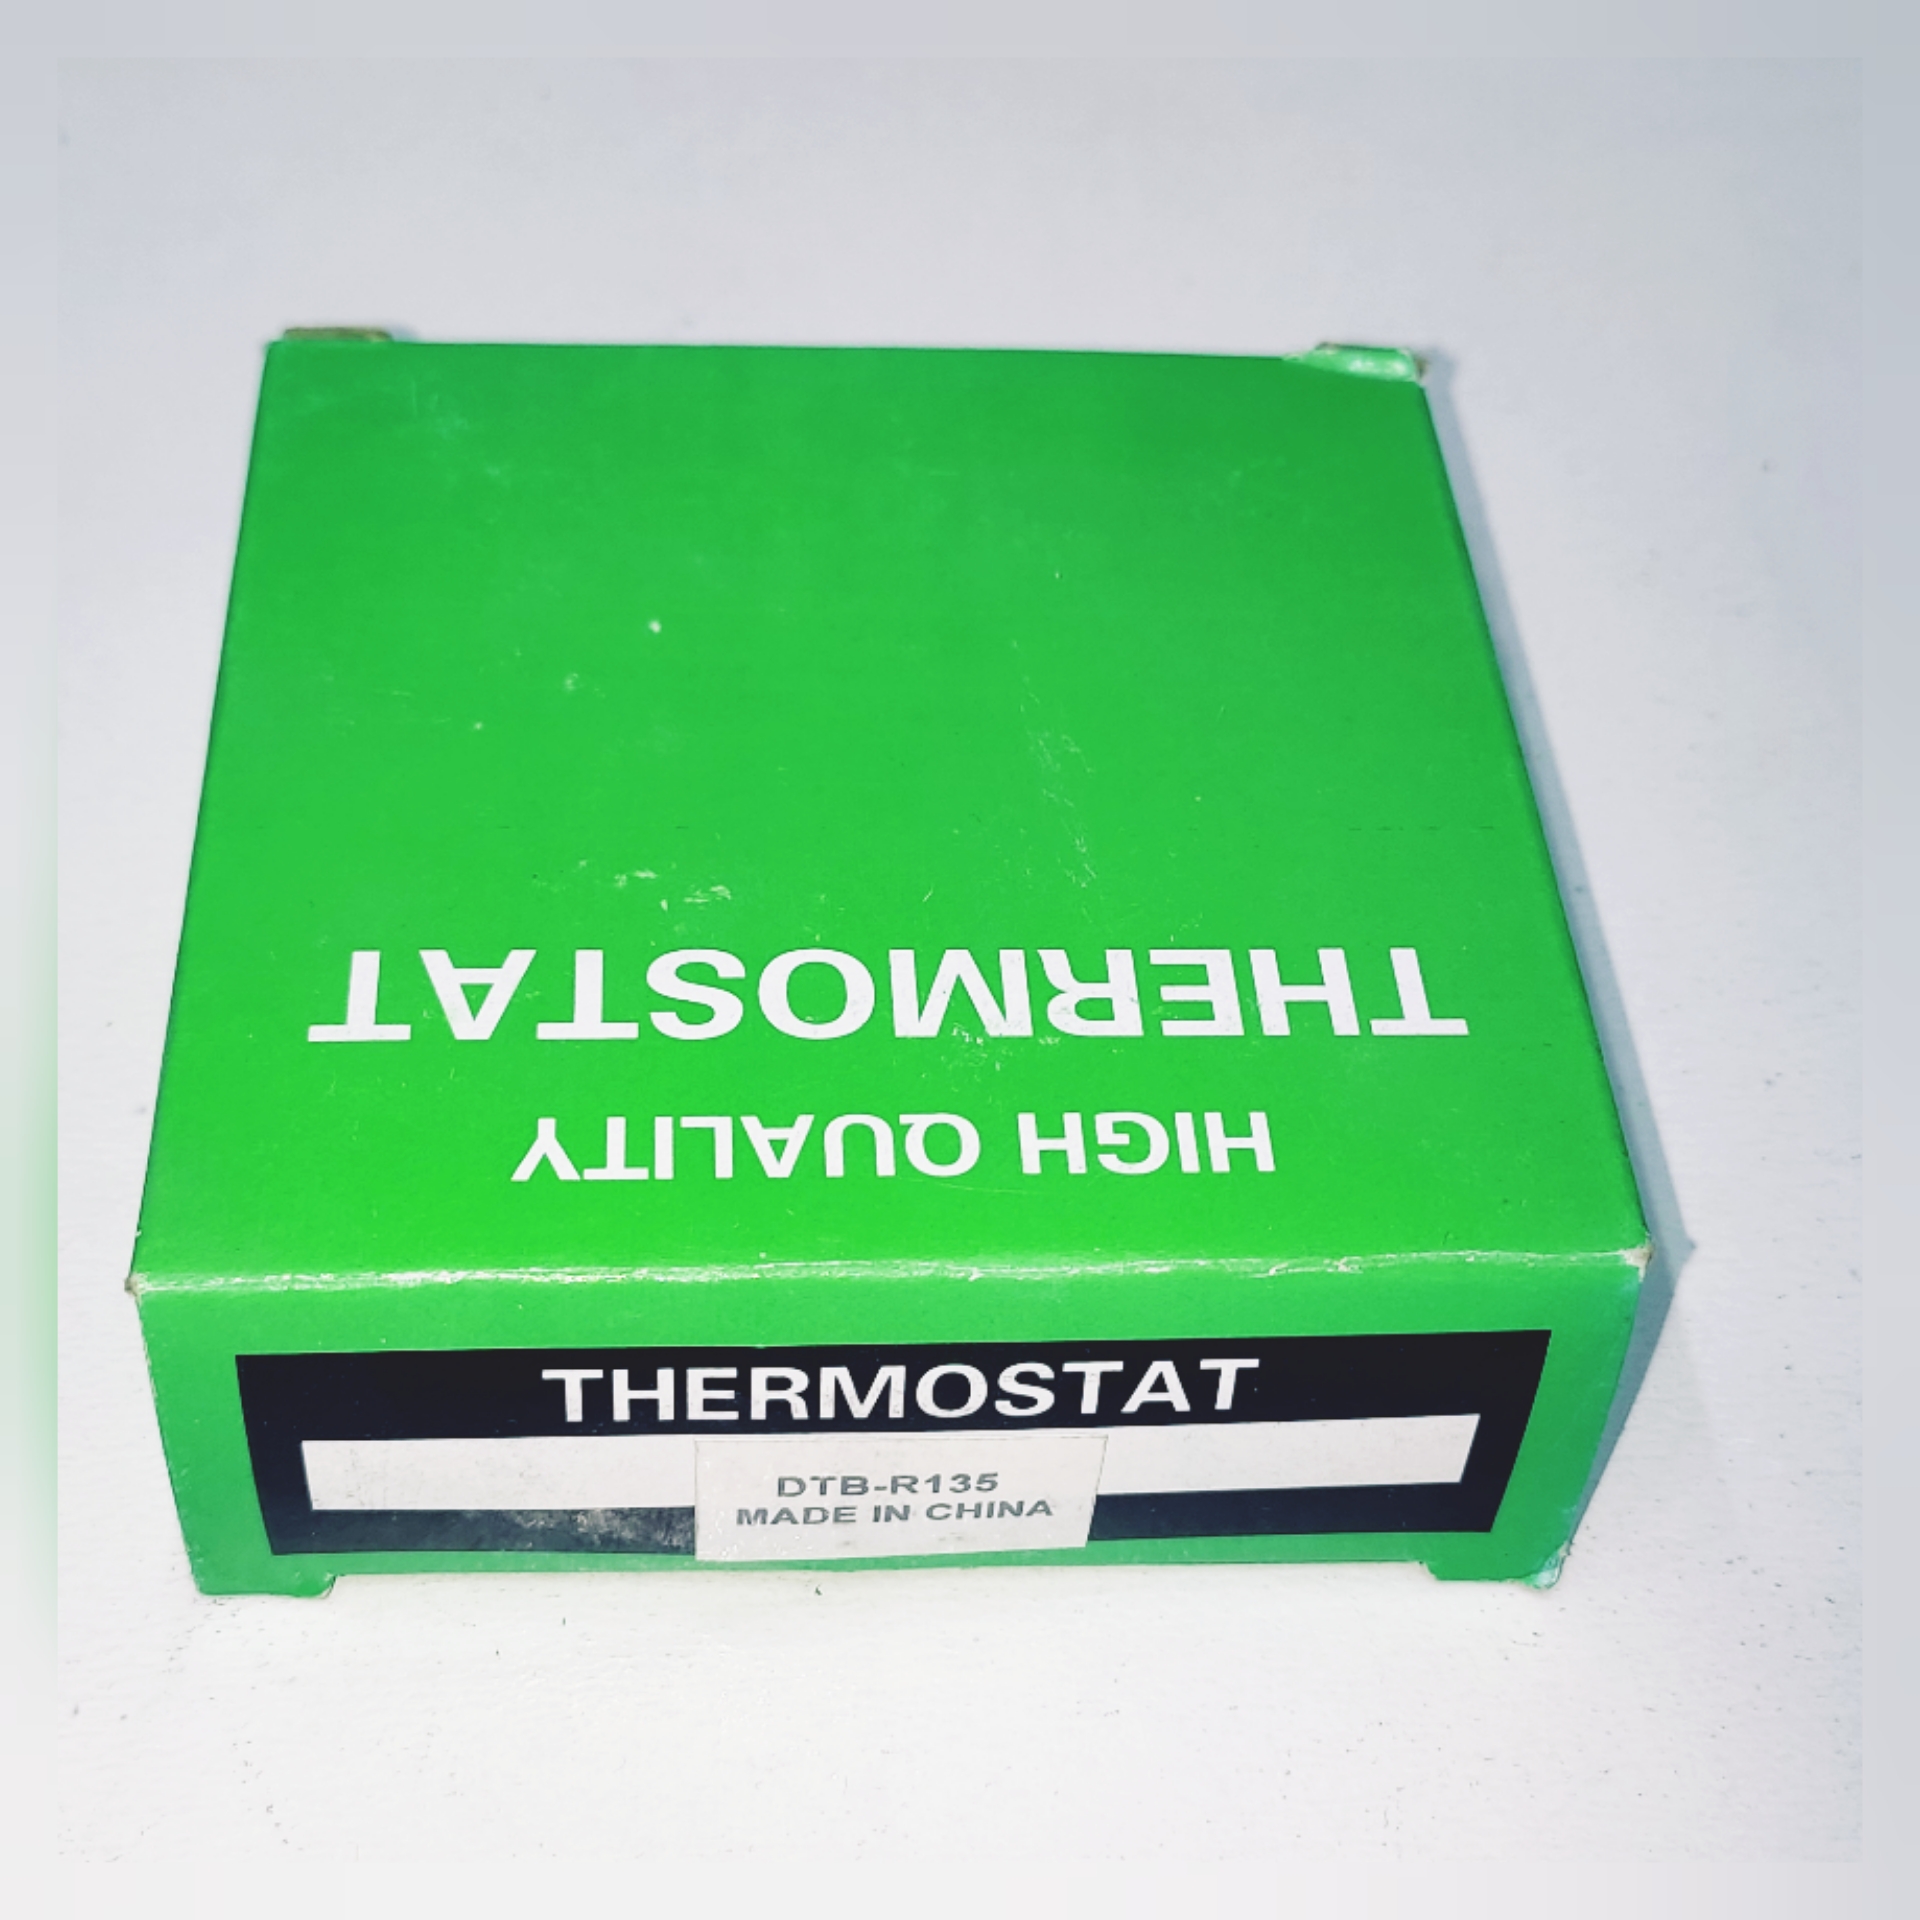 HIGH QUALITY
THERMOSTAT
THERMOSTAT
DTB-R135
MADE IN CHINA